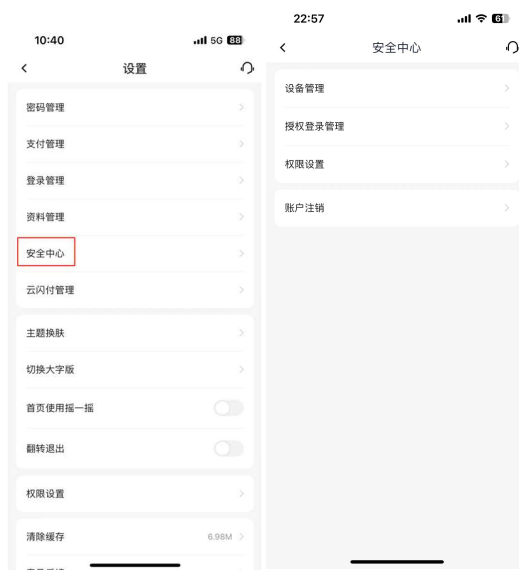 10:40
5G 88
设置
密码管理
支付管理
登录管理
资料管理
安全中心
云闪付管理
主题换肤
切换大字版
首页使用摇一摇
翻转退出
权限设置
清除缓存 6.98M
22:57
61
安全中心
设备管理
授权登录管理
权限设置
账户注销